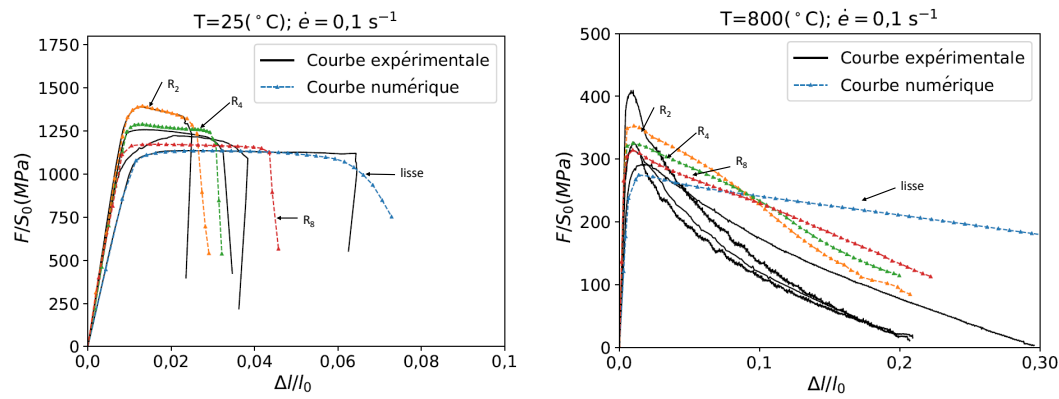 T=25(°C); ė=0,1 s⁻¹
1750
1500
1250
1000
750
500
250
0
F/S₀(MPa)
0,0
0,02
0,04
0,06
0,08
0,1
Δl/l₀
Courbe expérimentale
Courbe numérique
R₂
R₄
lisse
R₈
T=800(°C); ė=0,1 s⁻¹
400
300
200
100
0
F/S₀(MPa)
0,0
0,1
0,2
0,30
Δl/l₀
Courbe expérimentale
Courbe numérique
R₂
R₄
R₈
lisse